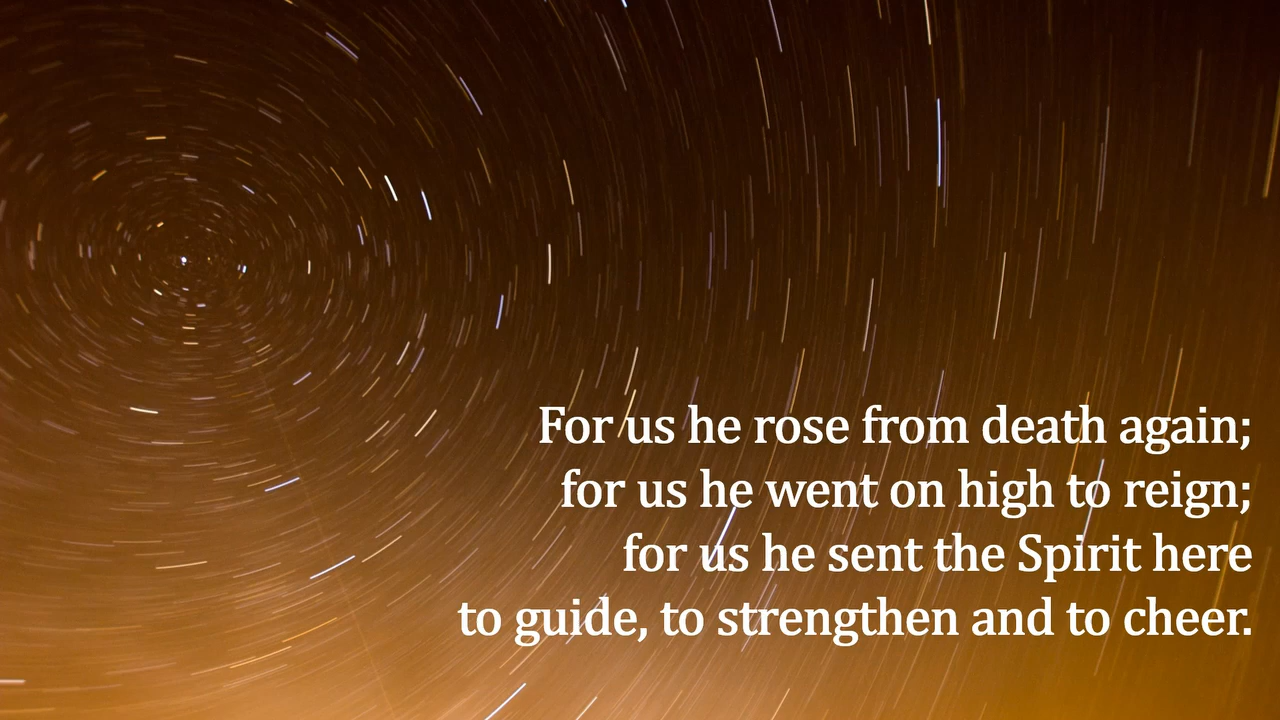 For us he rose from death again;
for us he went on high to reign;
for us he sent the Spirit here
to guide, to strengthen and to cheer.